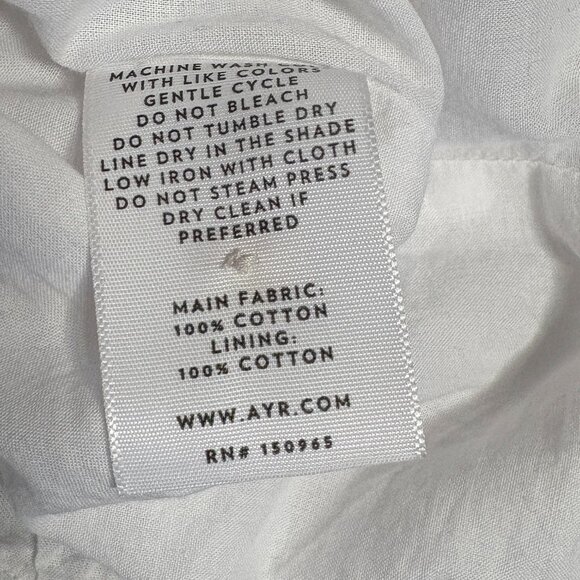 MACHINE WASH
WITH LIKE COLORS
GENTLE CYCLE
DO NOT BLEACH
DO NOT TUMBLE DRY
LINE DRY IN THE SHADE
LOW IRON WITH CLOTH
DO NOT STEAM PRESS
DRY CLEAN IF
PREFERRED
MAIN FABRIC:
100% COTTON
LINING:
100% COTTON
WWW.AYR.COM
RN# 150965